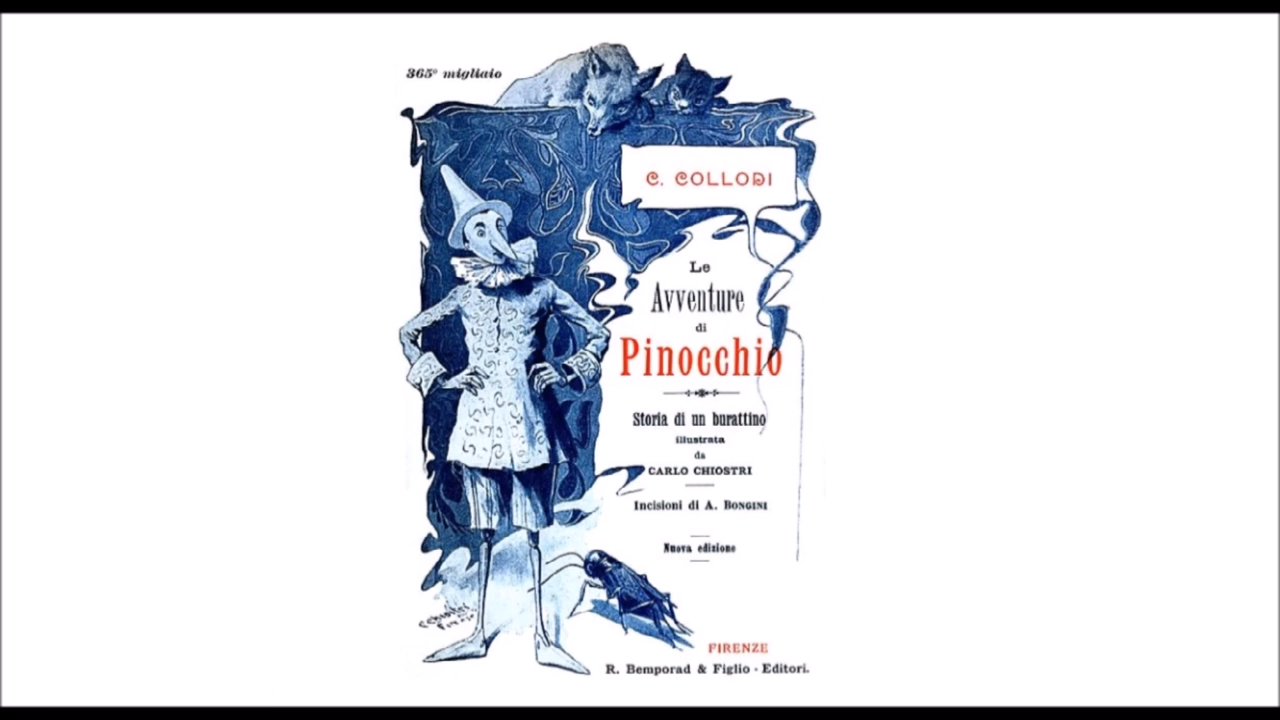 365º migliaio
C. COLLODI
Le
Avventure
di
Pinocchio
Storia di un burattino
illustrata
da
CARLO CHIOSTRI
Incisioni di A. BONGINI
Nuova edizione
FIRENZE
R. Bemporad & Figlio - Editori.